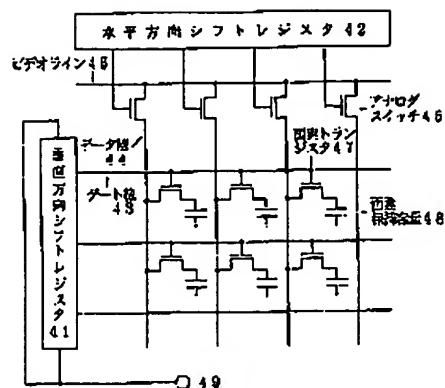 水平方向シフトレジスタ42
ビデオライン45
アナログ
スイッチ46
データ線
44
画素トラン
ジスタ47
ゲート線
43
垂直方向シフトレジスタ41
画素
保持容量48
49